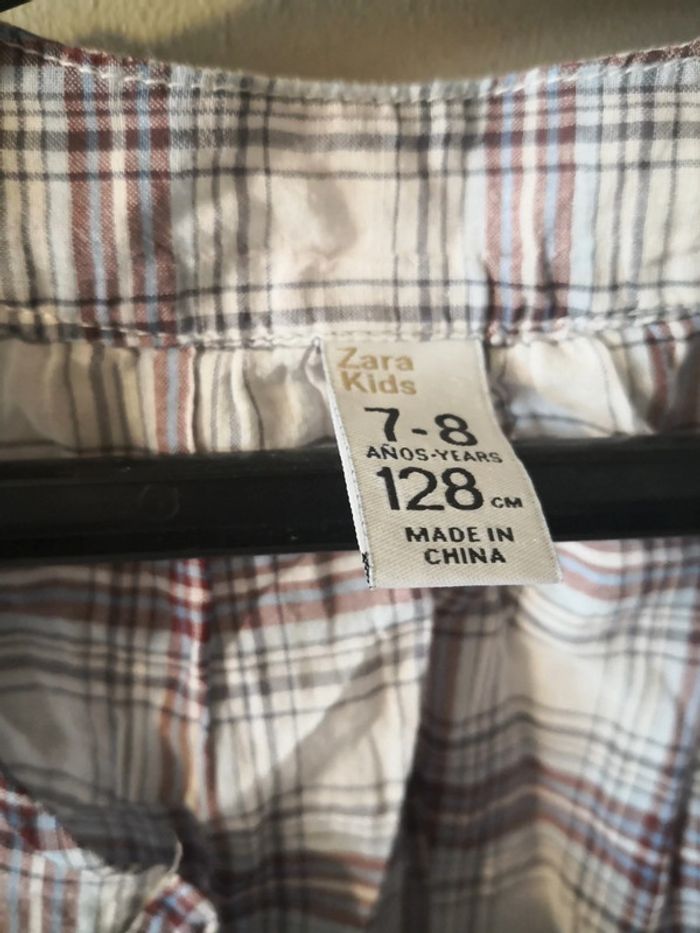 Zara
Kids
7-8
AÑOS-YEARS
128 CM
MADE IN
CHINA